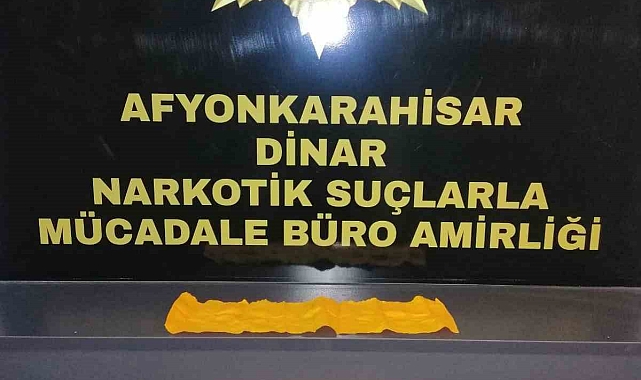 AFYONKARAHİSAR
DİNAR
NARKOTİK SUÇLARLA
MÜCADALE BÜRO AMİRLİĞİ